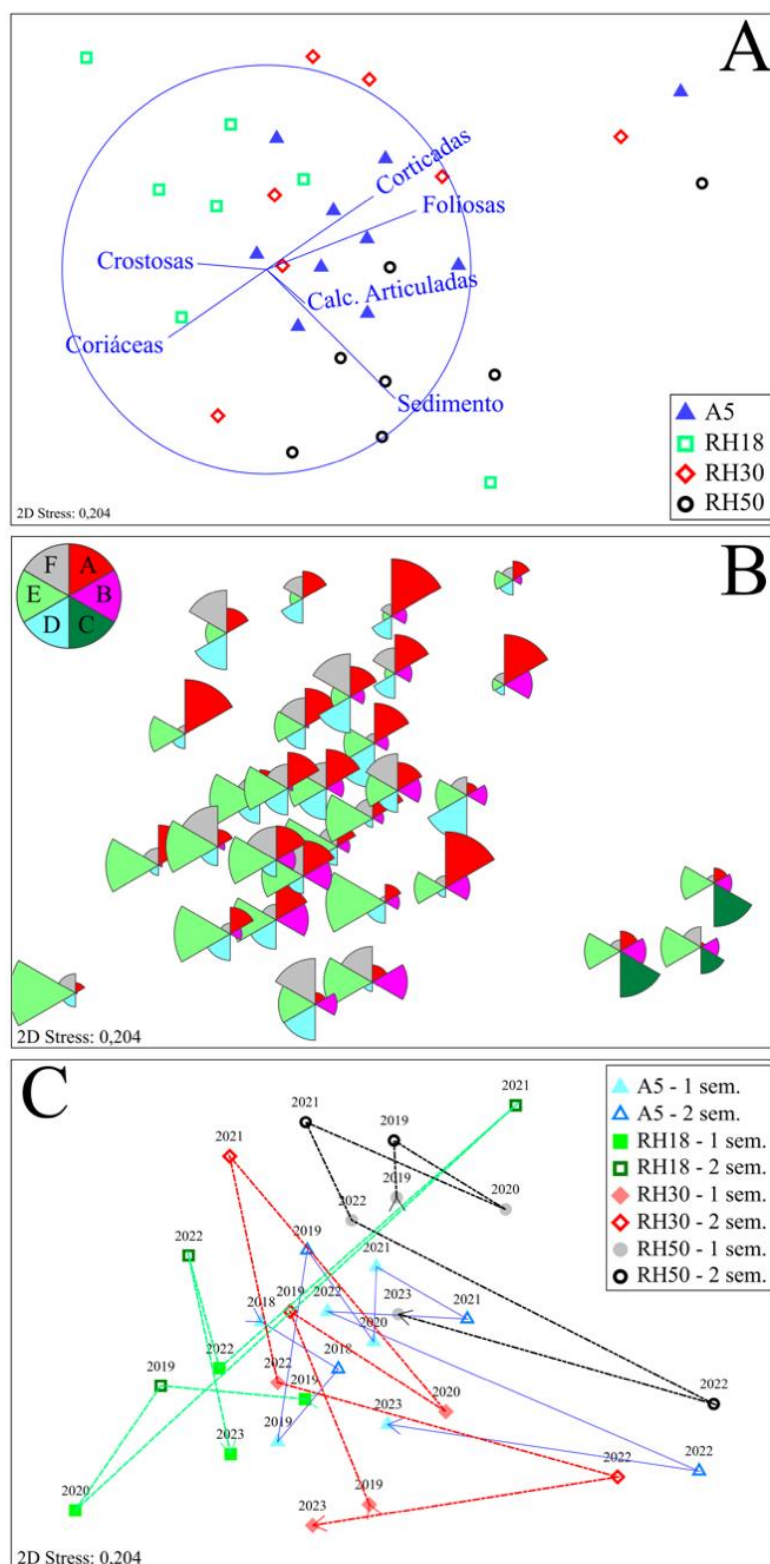 A
Corticadas
Foliosas
Crostosas
Calc. Articuladas
Coriáceas
Sedimento
A5
RH18
RH30
RH50
2D Stress: 0,204
B
F A
E B
D C
2D Stress: 0,204
C
A5 - 1 sem.
A5 - 2 sem.
RH18 - 1 sem.
RH18 - 2 sem.
RH30 - 1 sem.
RH30 - 2 sem.
RH50 - 1 sem.
RH50 - 2 sem.
2021
2021
2019
2021
2019
2020
2022
2022
2019
2021
2018
2019
2022
2023
2021
2020
2018
2022
2022
2019
2022
2019
2020
2023
2019
2023
2022
2022
2020
2019
2023
2D Stress: 0,204